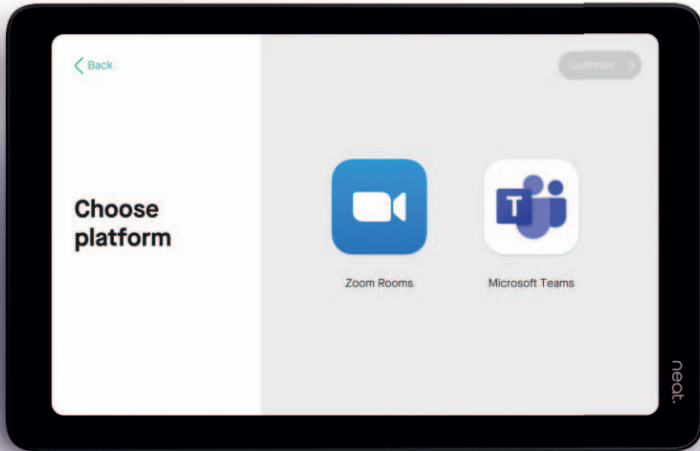 Back
Continue
Choose
platform
Zoom Rooms
T
Microsoft Teams
neat.